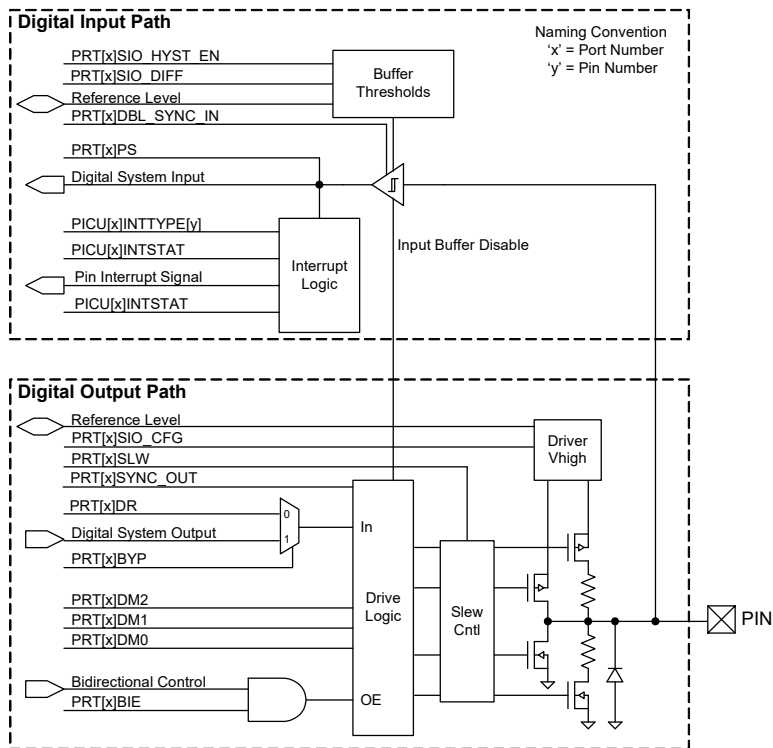 Digital Input Path
Naming Convention
‘x’ = Port Number
‘y’ = Pin Number
PRT[x]SIO_HYST_EN
PRT[x]SIO_DIFF
Reference Level
PRT[x]DBL_SYNC_IN
Buffer
Thresholds
PRT[x]PS
Digital System Input
PICU[x]INTTYPE[y]
PICU[x]INTSTAT
Pin Interrupt Signal
PICU[x]INTSTAT
Interrupt
Logic
Input Buffer Disable
Digital Output Path
Reference Level
PRT[x]SIO_CFG
PRT[x]SLW
PRT[x]SYNC_OUT
Driver
Vhigh
PRT[x]DR
Digital System Output
PRT[x]BYP
0
1
In
PRT[x]DM2
PRT[x]DM1
PRT[x]DM0
Drive
Logic
Slew
Cntl
PIN
Bidirectional Control
PRT[x]BIE
OE